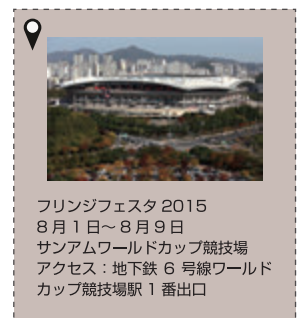 フリンジフェスタ 2015
8月1日～8月9日
サンアムワールドカップ競技場
アクセス：地下鉄 6 号線ワールド
カップ競技場駅 1 番出口